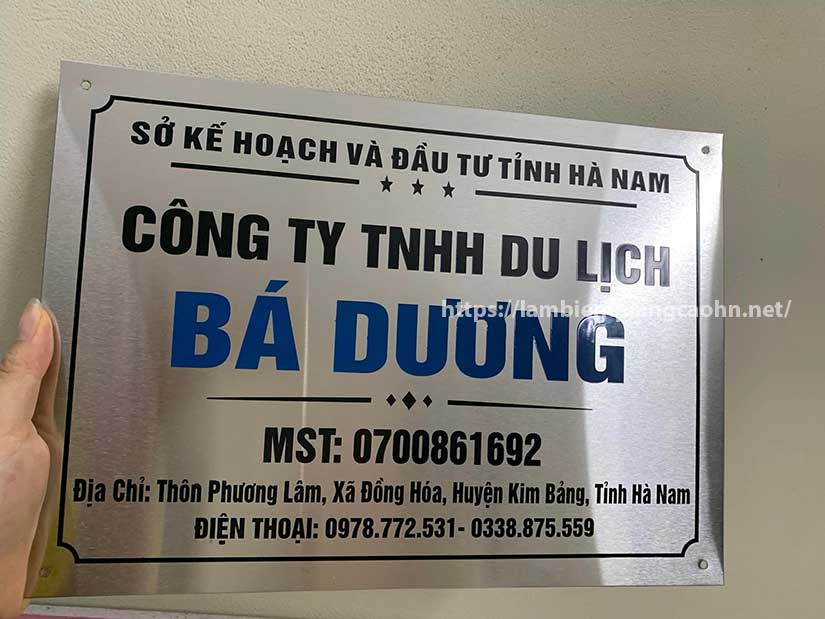 SỞ KẾ HOẠCH VÀ ĐẦU TƯ TỈNH HÀ NAM
CÔNG TY TNHH DU LỊCH
BÁ DƯƠNG
MST: 0700861692
Địa Chỉ: Thôn Phương Lâm, Xã Đồng Hóa, Huyện Kim Bảng, Tỉnh Hà Nam
ĐIỆN THOẠI: 0978.772.531- 0338.875.559